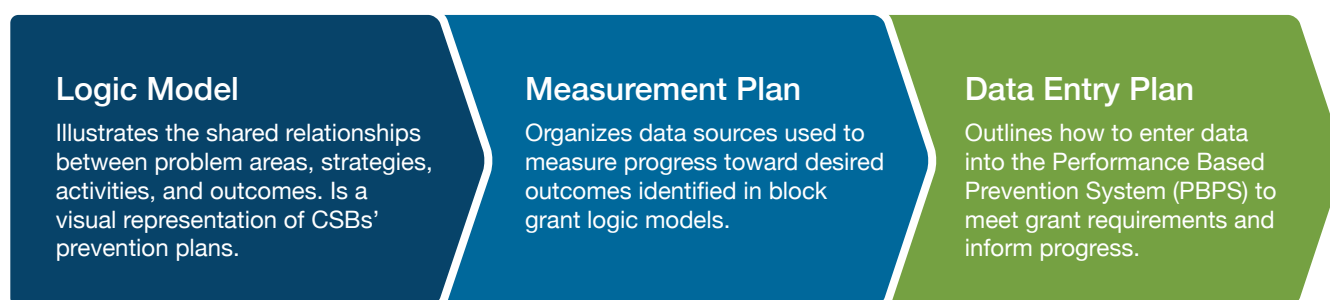 Logic Model
Illustrates the shared relationships
between problem areas, strategies,
activities, and outcomes. Is a
visual representation of CSBs’
prevention plans.
Measurement Plan
Organizes data sources used to
measure progress toward desired
outcomes identified in block
grant logic models.
Data Entry Plan
Outlines how to enter data
into the Performance Based
Prevention System (PBPS) to
meet grant requirements and
inform progress.